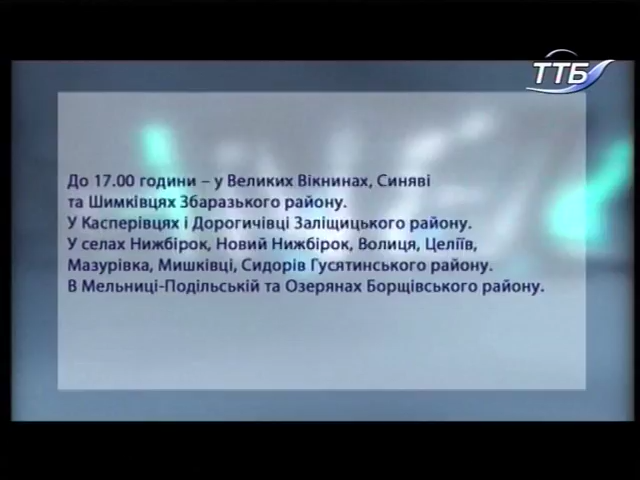 ТТБ
До 17.00 години – у Великих Вікнинах, Синяві
та Шимківцях Збаразького району.
У Касперівцях і Дорогичівці Заліщицького району.
У селах Нижбірок, Новий Нижбірок, Волиця, Целіїв,
Мазурівка, Мишківці, Сидорів Гусятинського району.
В Мельниці-Подільській та Озерянах Борщівського району.